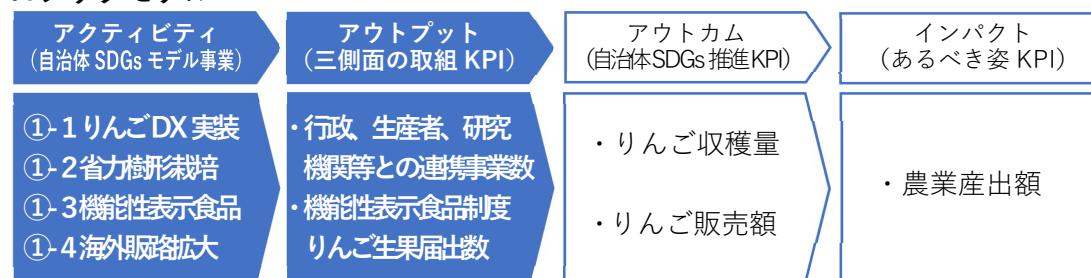 アクティビティ
(自治体SDGsモデル事業)
アウトプット
(三側面の取組 KPI)
アウトカム
(自治体SDGs推進KPI)
インパクト
(あるべき姿 KPI)
①-1りんごDX実装
①-2省力樹形栽培
①-3機能性表示食品
①-4海外販路拡大
・行政、生産者、研究
機関等との連携事業数
・機能性表示食品制度
りんご生果届出数
・りんご収穫量
・りんご販売額
・農業産出額